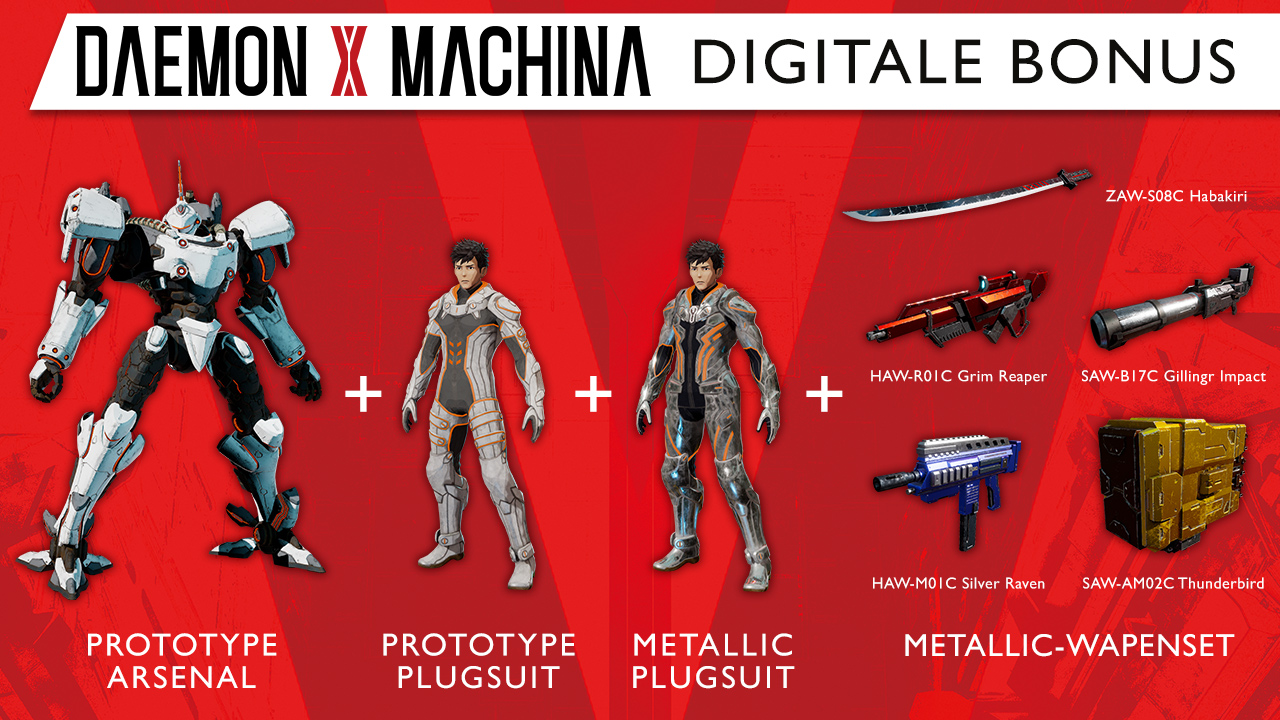 DAEMON X MACHINA DIGITALE BONUS
ZAW-S08C Habakiri
HAW-R01C Grim Reaper
SAW-B17C Gillingr Impact
HAW-M01C Silver Raven
SAW-AM02C Thunderbird
+
+
+
PROTOTYPE
ARSENAL
PROTOTYPE
PLUGSUIT
METALLIC
PLUGSUIT
METALLIC-WAPENSET